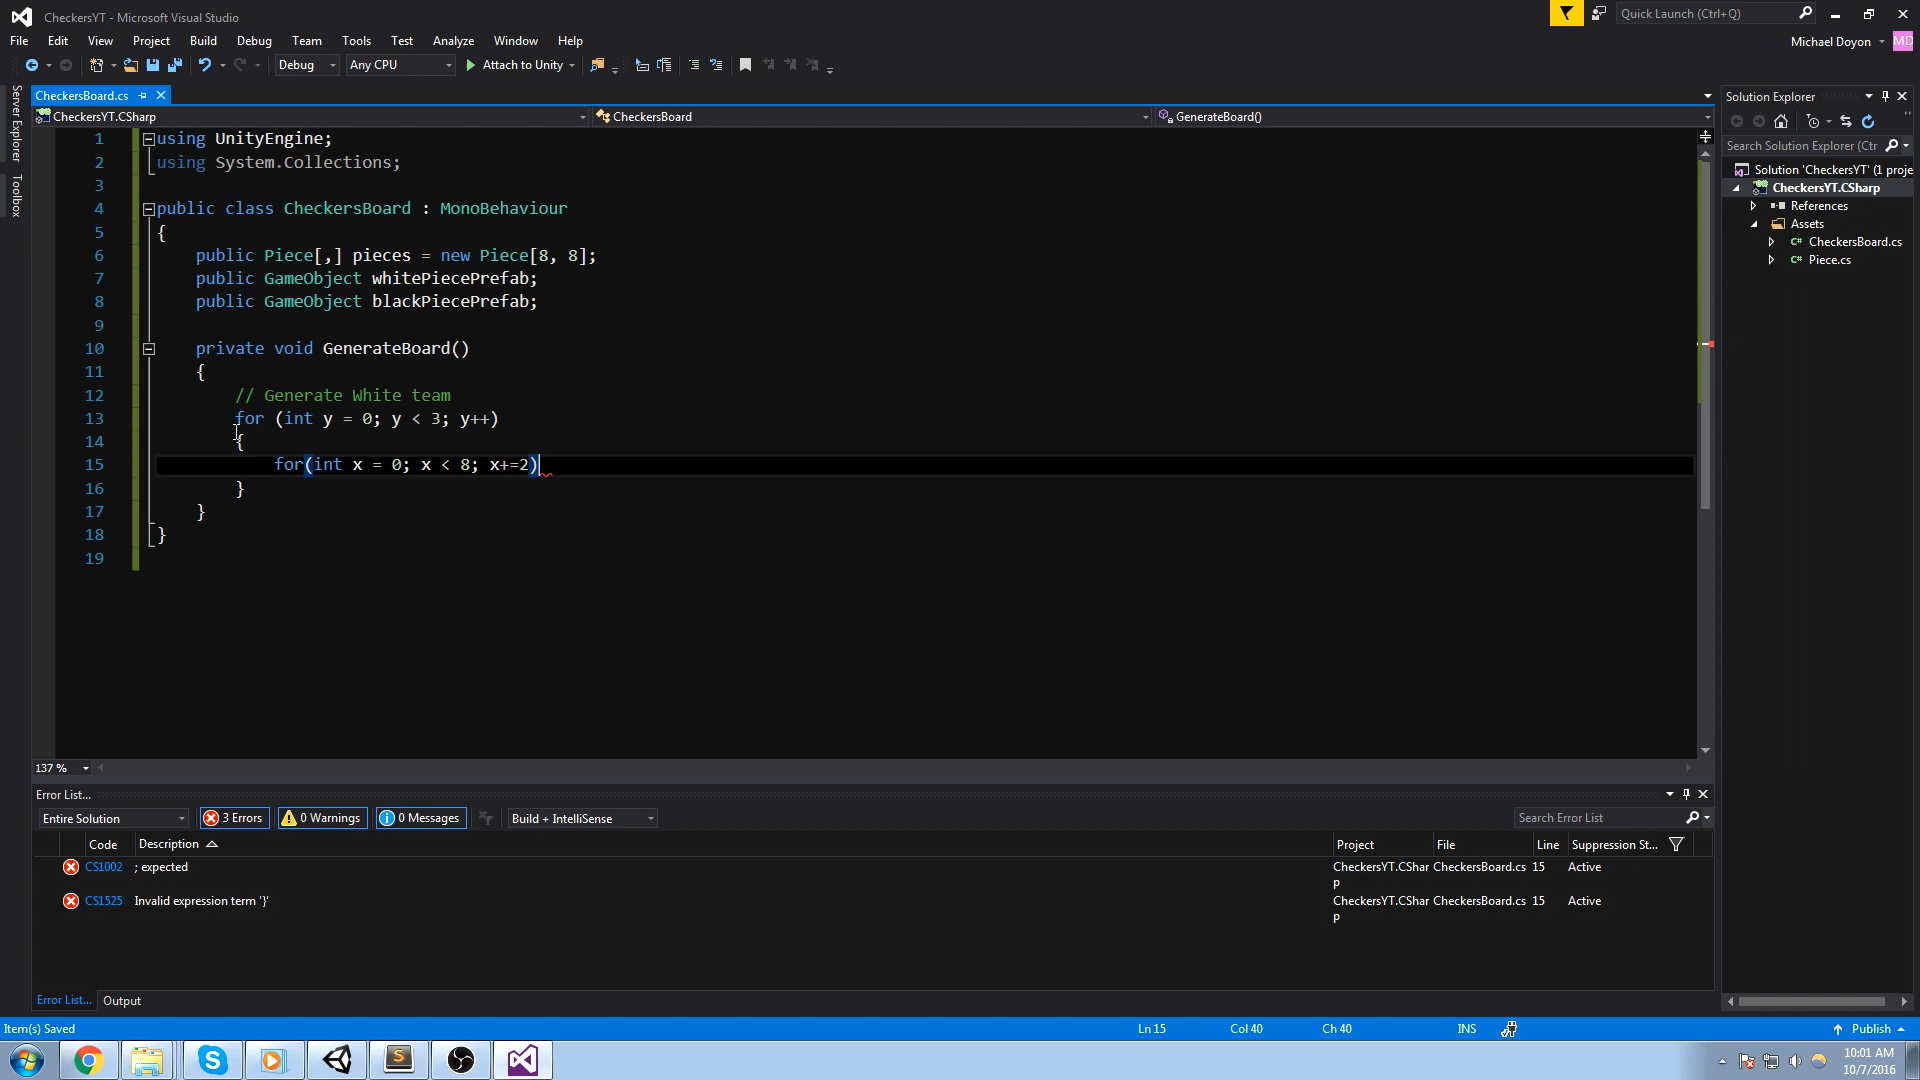 CheckersYT - Microsoft Visual Studio
Quick Launch (Ctrl+Q)
File Edit View Project Build Debug Team Tools Test Analyze Window Help
Michael Doyon MD
Debug Any CPU Attach to Unity
Server Explorer
Toolbox
CheckersBoard.cs
CheckersYT.CSharp CheckersBoard GenerateBoard()
1 using UnityEngine;
2 using System.Collections;
3
4 public class CheckersBoard : MonoBehaviour
5 {
6 public Piece[,] pieces = new Piece[8, 8];
7 public GameObject whitePiecePrefab;
8 public GameObject blackPiecePrefab;
9
10 private void GenerateBoard()
11 {
12 // Generate White team
13 for (int y = 0; y < 3; y++)
14 {
15 for(int x = 0; x < 8; x+=2)
16 }
17 }
18 }
19
137 %
Solution Explorer
Search Solution Explorer (Ctr
Solution 'CheckersYT' (1 proje
CheckersYT.CSharp
References
Assets
C# CheckersBoard.cs
C# Piece.cs
Error List...
Entire Solution 3 Errors 0 Warnings 0 Messages Build + IntelliSense Search Error List
Code Description Project File Line Suppression St...
CS1002 ; expected CheckersYT.CShar CheckersBoard.cs 15 Active
p
CS1525 Invalid expression term '}' CheckersYT.CShar CheckersBoard.cs 15 Active
p
Error List... Output
Item(s) Saved Ln 15 Col 40 Ch 40 INS Publish
10:01 AM
10/7/2016